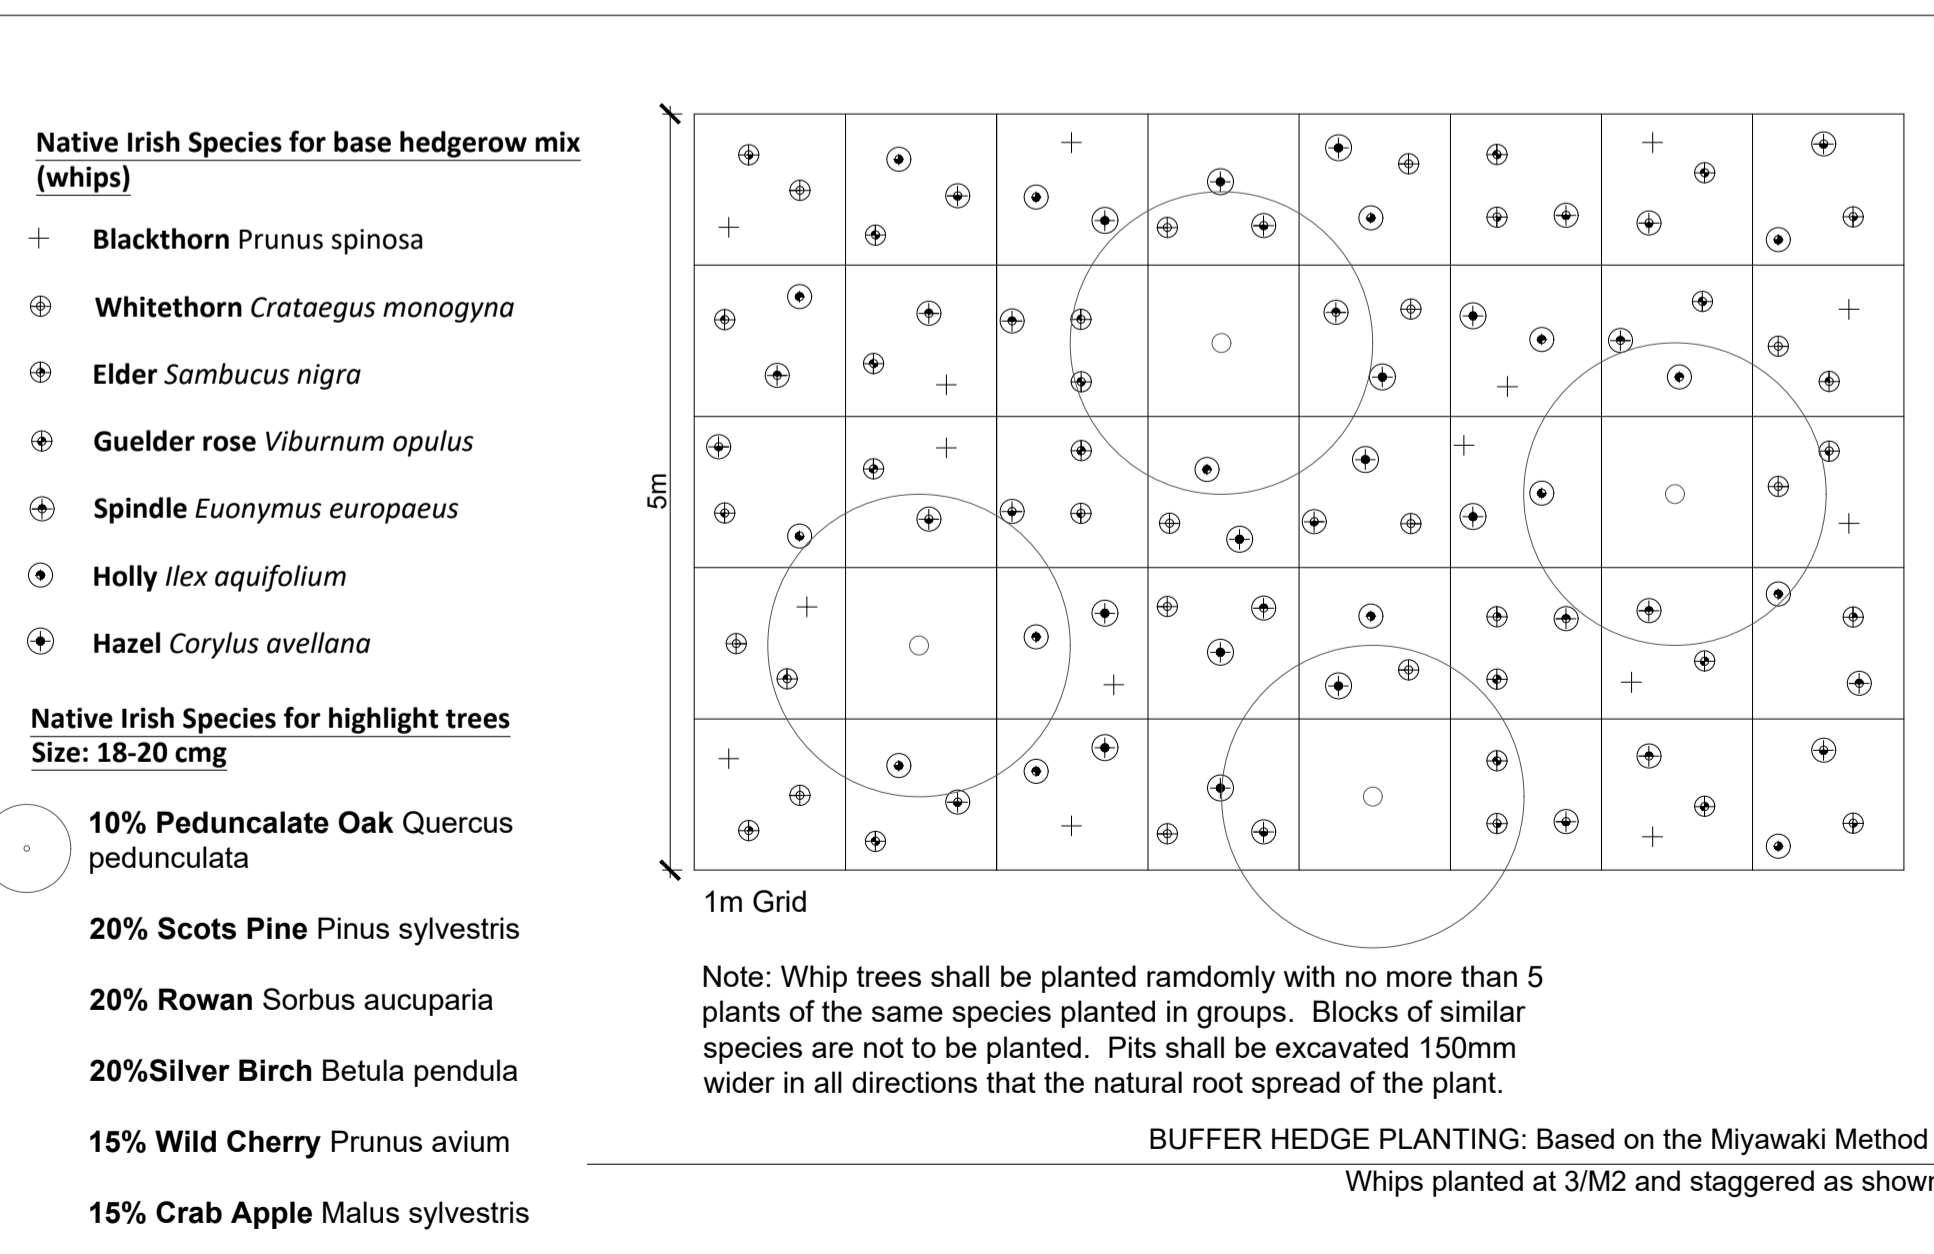 Native Irish Species for base hedgerow mix
(whips)
Blackthorn Prunus spinosa
Whitethorn Crataegus monogyna
Elder Sambucus nigra
Guelder rose Viburnum opulus
Spindle Euonymus europaeus
Holly Ilex aquifolium
Hazel Corylus avellana
Native Irish Species for highlight trees
Size: 18-20 cmg
10% Peduncalate Oak Quercus
pedunculata
20% Scots Pine Pinus sylvestris
20% Rowan Sorbus aucuparia
20%Silver Birch Betula pendula
15% Wild Cherry Prunus avium
15% Crab Apple Malus sylvestris
5m
1m Grid
Note: Whip trees shall be planted ramdomly with no more than 5
plants of the same species planted in groups. Blocks of similar
species are not to be planted. Pits shall be excavated 150mm
wider in all directions that the natural root spread of the plant.
BUFFER HEDGE PLANTING: Based on the Miyawaki Method
Whips planted at 3/M2 and staggered as shown